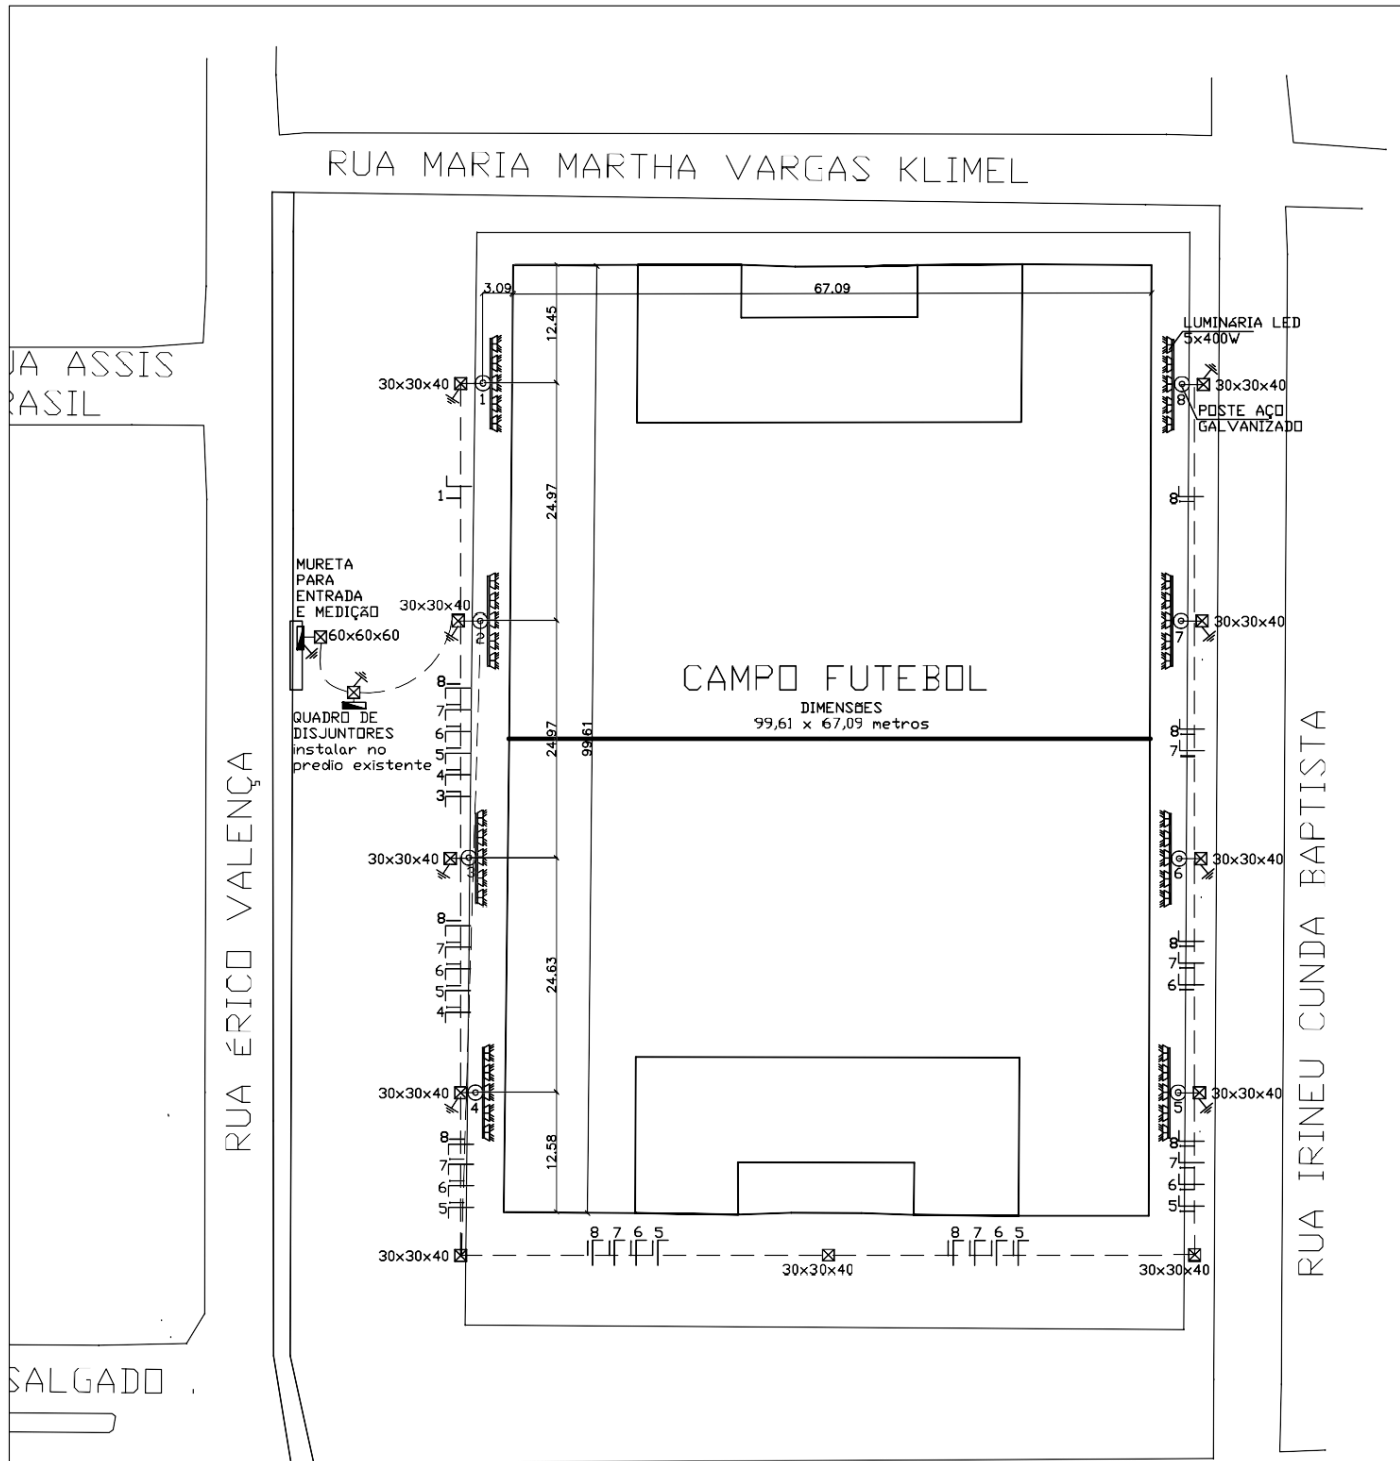 RUA MARIA MARTHA VARGAS KLIMEL
3.09
67.09
12.45
LUMINÁRIA LED
5x400W
UA ASSIS
RASIL
30x30x40
1
8
30x30x40
POSTE AÇO
GALVANIZADO
24.97
1
8
MURETA
PARA
ENTRADA
E MEDIÇÃO
30x30x40
2
7
30x30x40
60x60x60
CAMPO FUTEBOL
DIMENSÕES
99,61 x 67,09 metros
QUADRO DE
DISJUNTORES
instalar no
predio existente
8
7
6
5
4
3
24.97
99.61
8
7
RUA ÉRICO VALENÇA
RUA IRINEU CUNDA BAPTISTA
30x30x40
3
6
30x30x40
8
7
6
5
4
24.63
8
7
6
30x30x40
4
5
30x30x40
8
7
6
5
12.58
8
7
6
5
8 7 6 5
8 7 6 5
30x30x40
30x30x40
30x30x40
SALGADO